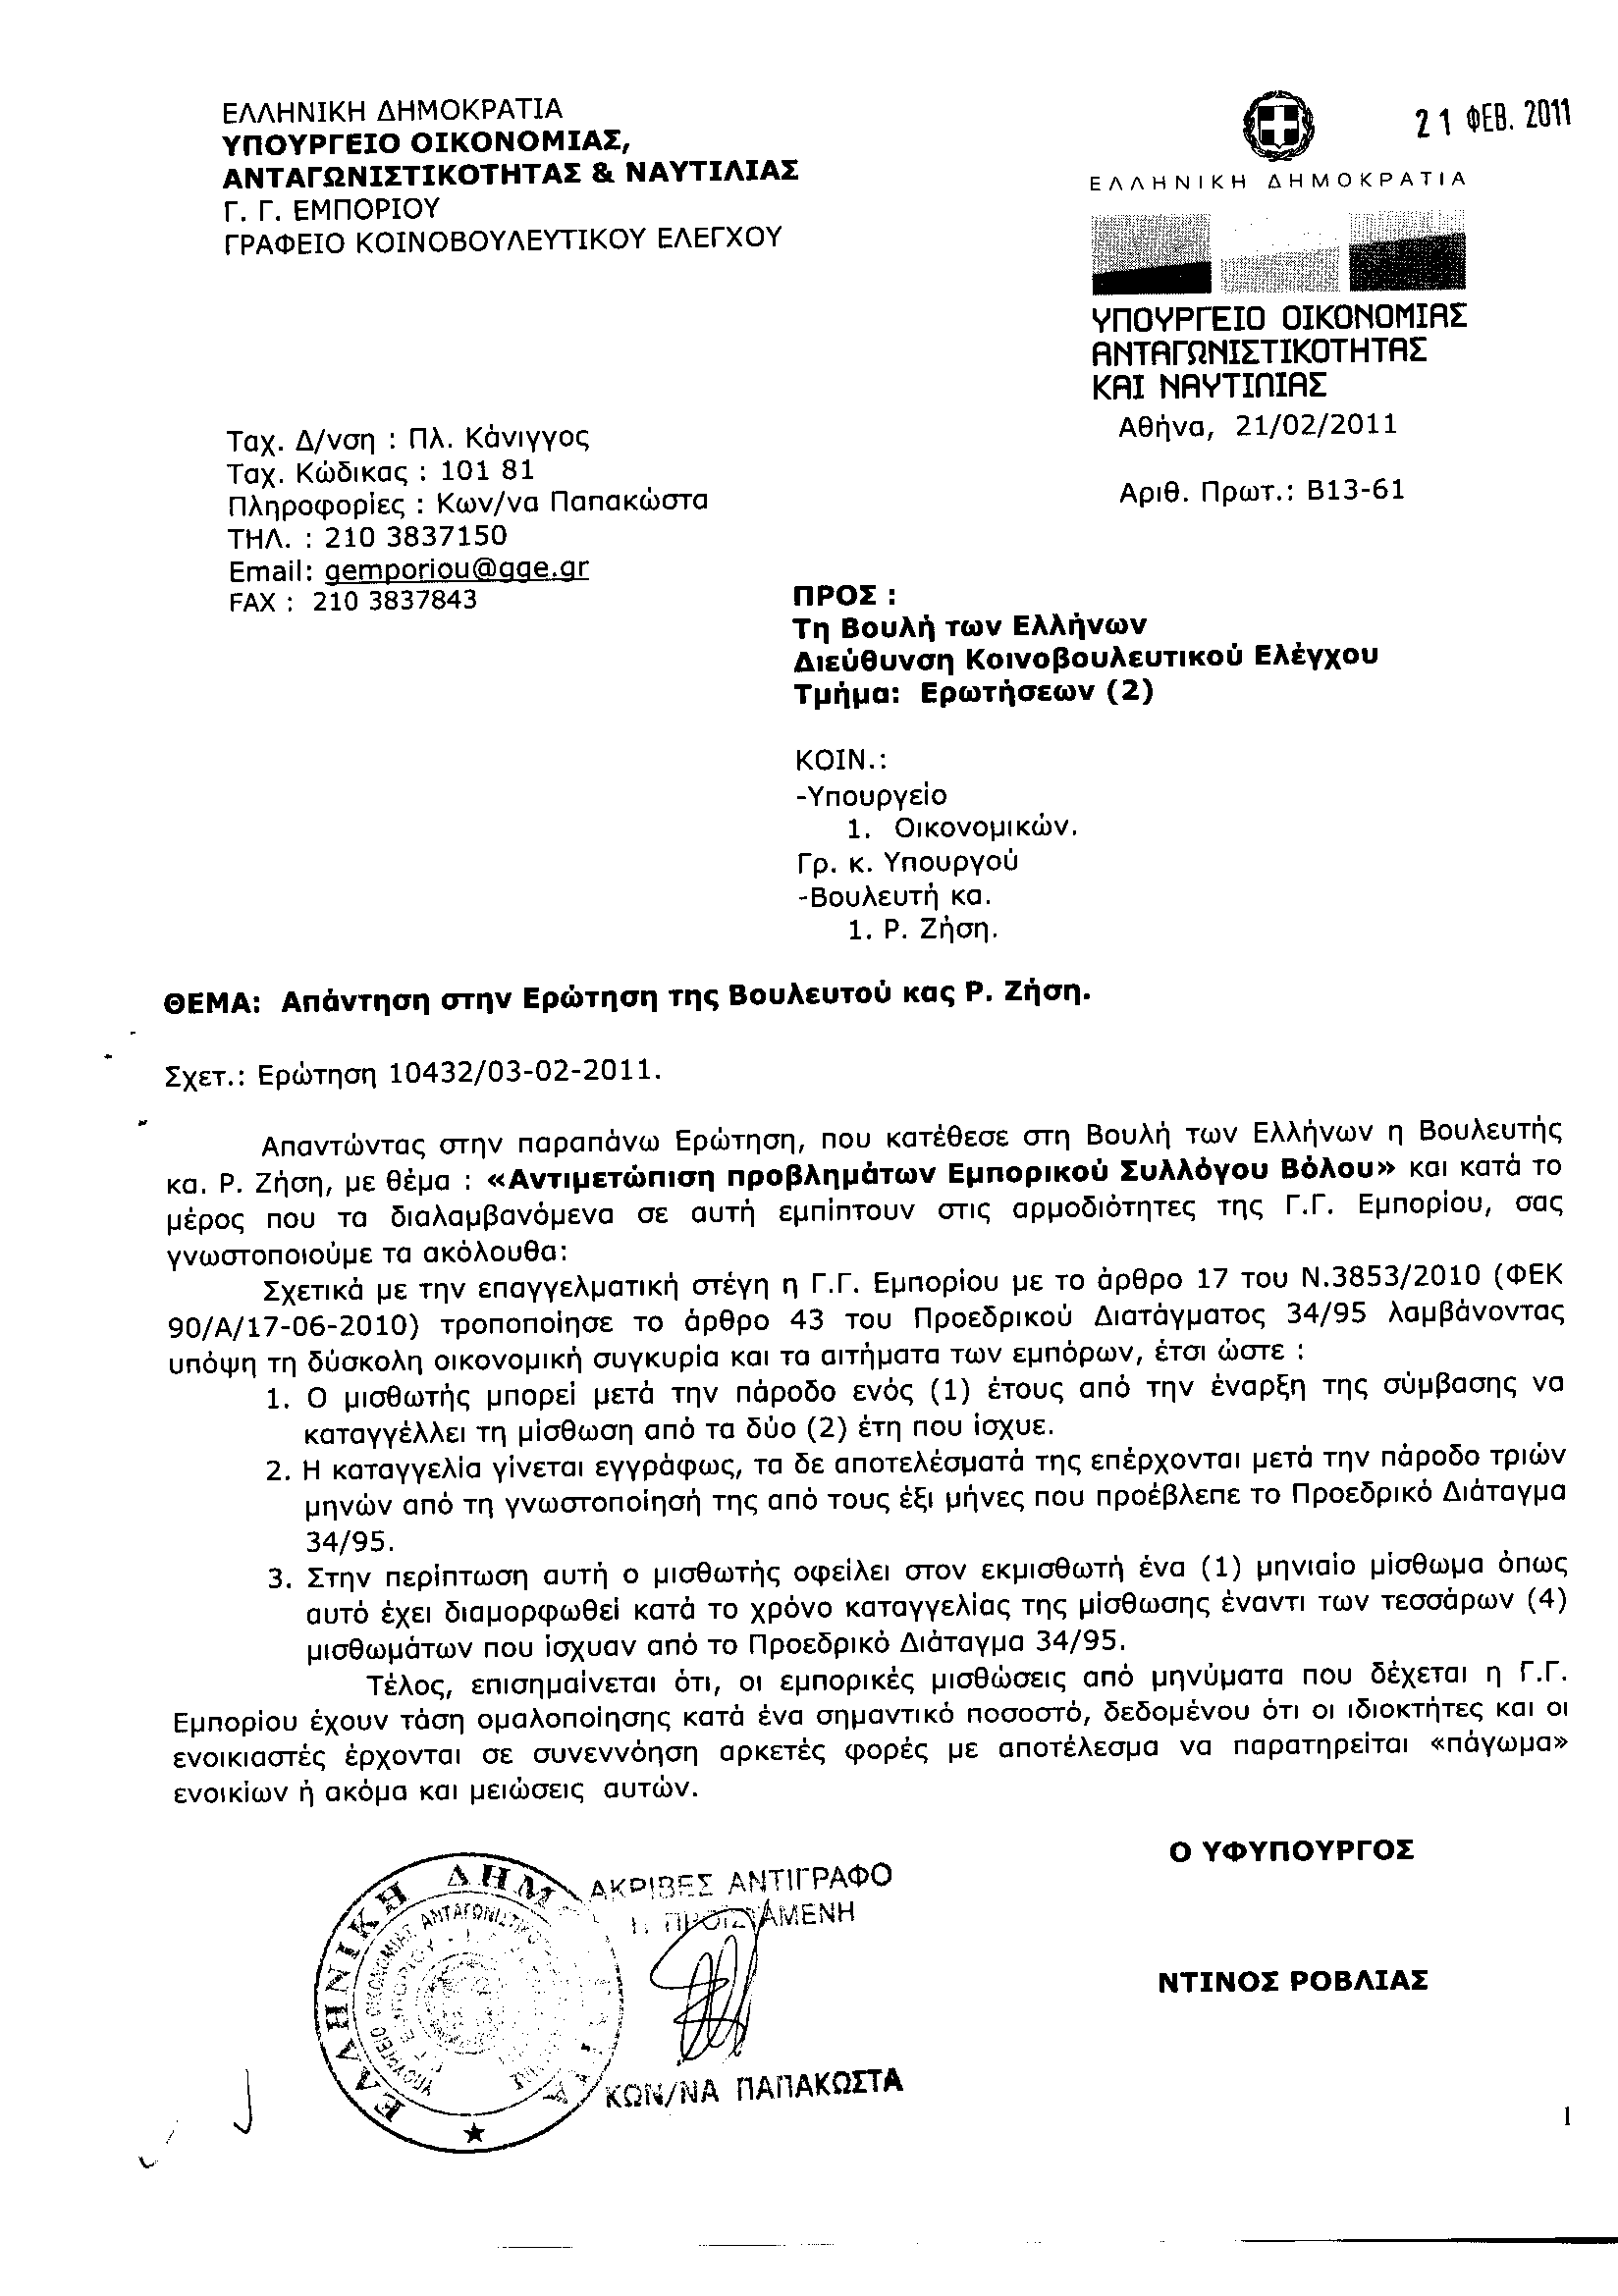 ΕΛΛΗΝΙΚΗ ΔΗΜΟΚΡΑΤΙΑ
ΥΠΟΥΡΓΕΙΟ ΟΙΚΟΝΟΜΙΑΣ,
ΑΝΤΑΓΩΝΙΣΤΙΚΟΤΗΤΑΣ & ΝΑΥΤΙΛΙΑΣ
Γ. Γ. ΕΜΠΟΡΙΟΥ
ΓΡΑΦΕΙΟ ΚΟΙΝΟΒΟΥΛΕΥΤΙΚΟΥ ΕΛΕΓΧΟΥ
21 ΦΕΒ. 2011
ΕΛΛΗΝΙΚΗ ΔΗΜΟΚΡΑΤΙΑ
ΥΠΟΥΡΓΕΙΟ ΟΙΚΟΝΟΜΙΑΣ
ΑΝΤΑΓΩΝΙΣΤΙΚΟΤΗΤΑΣ
ΚΑΙ ΝΑΥΤΙΛΙΑΣ
Αθήνα, 21/02/2011
Αριθ. Πρωτ.: Β13-61
Ταχ. Δ/νση : Πλ. Κάνιγγος
Ταχ. Κώδικας : 101 81
Πληροφορίες : Κων/να Παπακώστα
ΤΗΛ. : 210 3837150
Email: gemporiou@gge.gr
FAX : 210 3837843
ΠΡΟΣ :
Τη Βουλή των Ελλήνων
Διεύθυνση Κοινοβουλευτικού Ελέγχου
Τμήμα: Ερωτήσεων (2)
ΚΟΙΝ.:
-Υπουργείο
1. Οικονομικών.
Γρ. κ. Υπουργού
-Βουλευτή κα.
1. Ρ. Ζήση.
ΘΕΜΑ: Απάντηση στην Ερώτηση της Βουλευτού κας Ρ. Ζήση.
Σχετ.: Ερώτηση 10432/03-02-2011.
Απαντώντας στην παραπάνω Ερώτηση, που κατέθεσε στη Βουλή των Ελλήνων η Βουλευτής
κα. Ρ. Ζήση, με θέμα : «Αντιμετώπιση προβλημάτων Εμπορικού Συλλόγου Βόλου» και κατά το
μέρος που τα διαλαμβανόμενα σε αυτή εμπίπτουν στις αρμοδιότητες της Γ.Γ. Εμπορίου, σας
γνωστοποιούμε τα ακόλουθα:
Σχετικά με την επαγγελματική στέγη η Γ.Γ. Εμπορίου με το άρθρο 17 του Ν.3853/2010 (ΦΕΚ
90/Α/17-06-2010) τροποποίησε το άρθρο 43 του Προεδρικού Διατάγματος 34/95 λαμβάνοντας
υπόψη τη δύσκολη οικονομική συγκυρία και τα αιτήματα των εμπόρων, έτσι ώστε :
1. Ο μισθωτής μπορεί μετά την πάροδο ενός (1) έτους από την έναρξη της σύμβασης να
καταγγέλλει τη μίσθωση από τα δύο (2) έτη που ίσχυε.
2. Η καταγγελία γίνεται εγγράφως, τα δε αποτελέσματά της επέρχονται μετά την πάροδο τριών
μηνών από τη γνωστοποίησή της από τους έξι μήνες που προέβλεπε το Προεδρικό Διάταγμα
34/95.
3. Στην περίπτωση αυτή ο μισθωτής οφείλει στον εκμισθωτή ένα (1) μηνιαίο μίσθωμα όπως
αυτό έχει διαμορφωθεί κατά το χρόνο καταγγελίας της μίσθωσης έναντι των τεσσάρων (4)
μισθωμάτων που ίσχυαν από το Προεδρικό Διάταγμα 34/95.
Τέλος, επισημαίνεται ότι, οι εμπορικές μισθώσεις από μηνύματα που δέχεται η Γ.Γ.
Εμπορίου έχουν τάση ομαλοποίησης κατά ένα σημαντικό ποσοστό, δεδομένου ότι οι ιδιοκτήτες και οι
ενοικιαστές έρχονται σε συνεννόηση αρκετές φορές με αποτέλεσμα να παρατηρείται «πάγωμα»
ενοικίων ή ακόμα και μειώσεις αυτών.
Ο ΥΦΥΠΟΥΡΓΟΣ
ΝΤΙΝΟΣ ΡΟΒΛΙΑΣ
ΑΚΡΙΒΕΣ ΑΝΤΙΓΡΑΦΟ
Η ΠΡΟΪΣΤΑΜΕΝΗ
ΚΩΝ/ΝΑ ΠΑΠΑΚΩΣΤΑ
ΕΛΛΗΝΙΚΗ
1